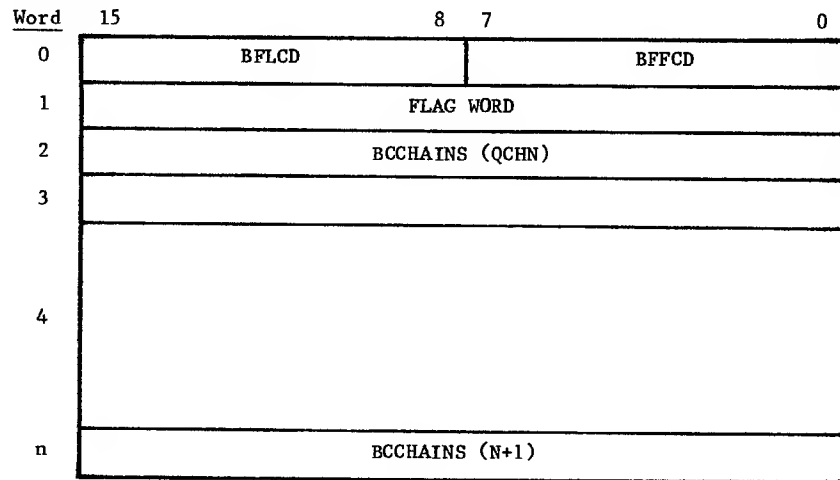 Word 15 8 7 0
0 BFLCD BFFCD
1 FLAG WORD
2 BCCHAINS (QCHN)
3
4
n BCCHAINS (N+1)